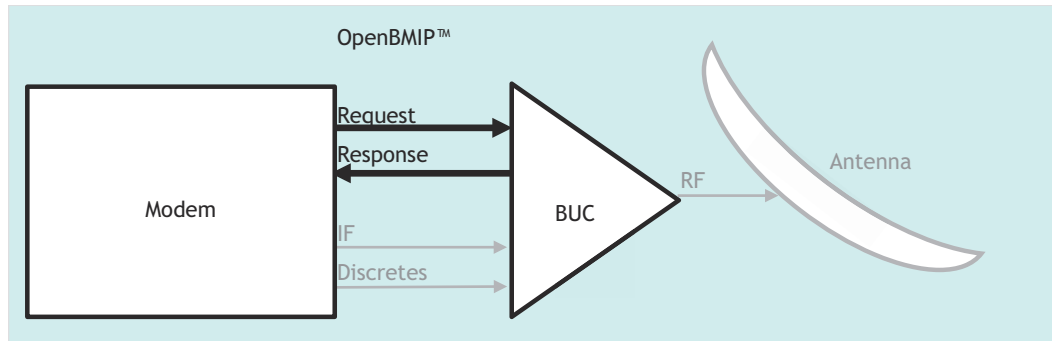 OpenBMIP™
Request
Response
Modem
IF
Discretes
BUC
RF
Antenna